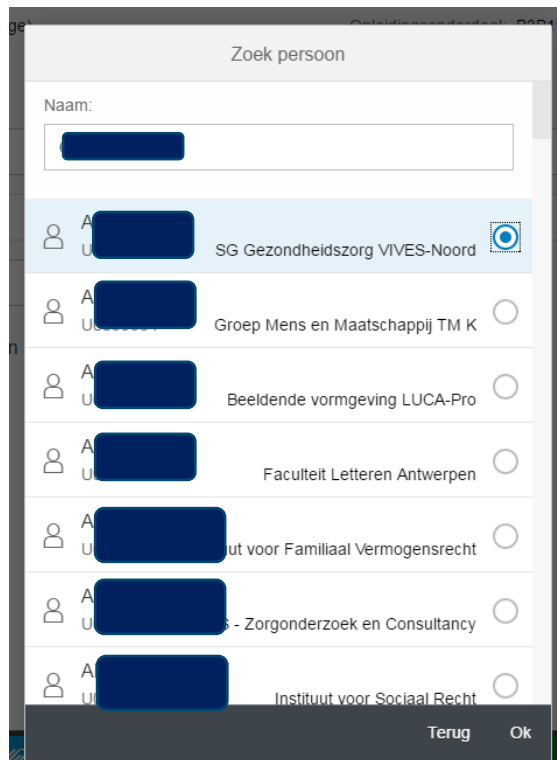 Zoek persoon
Naam:
A
U SG Gezondheidszorg VIVES-Noord
A
Groep Mens en Maatschappij TM K
A
U Beeldende vormgeving LUCA-Pro
A
U Faculteit Letteren Antwerpen
A
U voor Familiaal Vermogensrecht
A
U - Zorgonderzoek en Consultancy
A
U Instituut voor Sociaal Recht
Terug Ok